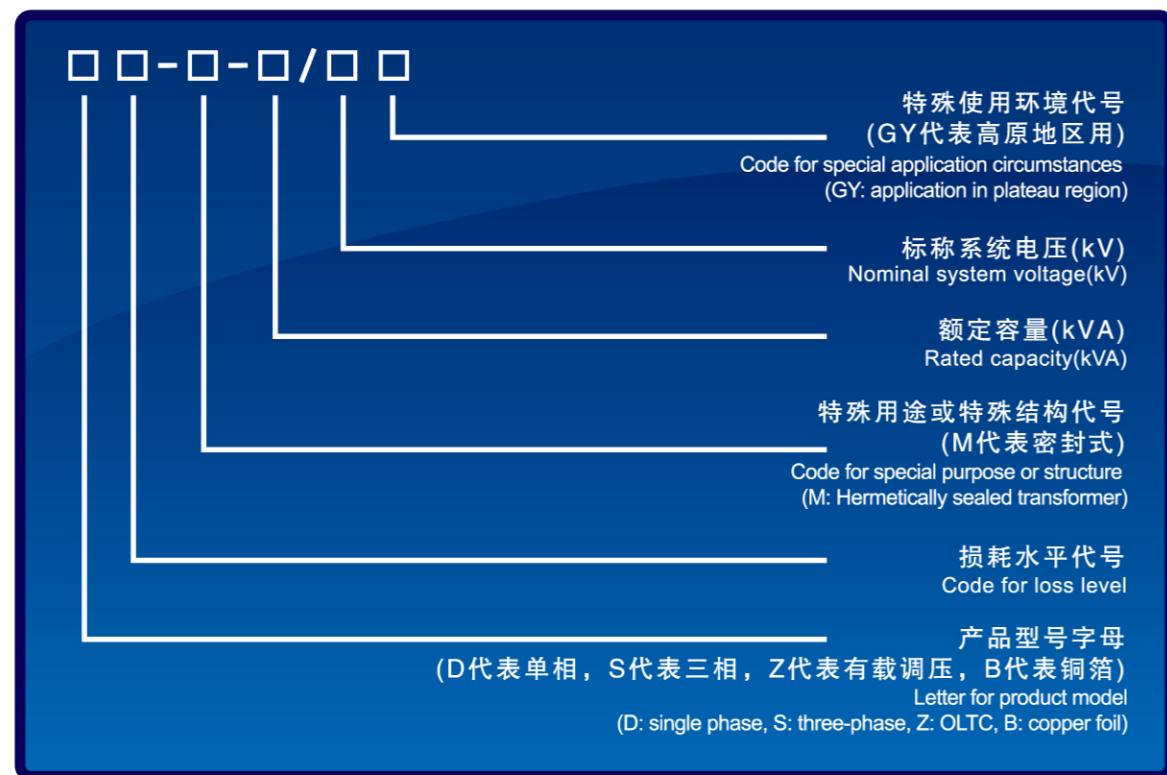 □ □-□-□/□ □
特殊使用环境代号
(GY代表高原地区用)
Code for special application circumstances
(GY: application in plateau region)
标称系统电压(kV)
Nominal system voltage(kV)
额定容量(kVA)
Rated capacity(kVA)
特殊用途或特殊结构代号
(M代表密封式)
Code for special purpose or structure
(M: Hermetically sealed transformer)
损耗水平代号
Code for loss level
产品型号字母
(D代表单相，S代表三相，Z代表有载调压，B代表铜箔)
Letter for product model
(D: single phase, S: three-phase, Z: OLTC, B: copper foil)